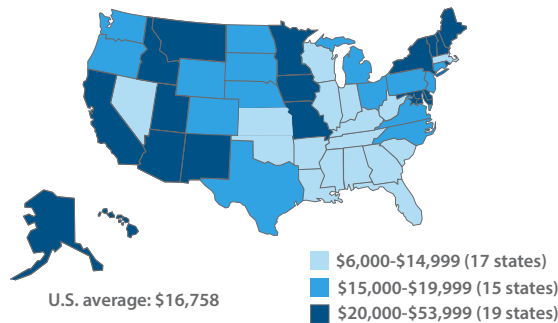 $6,000-$14,999 (17 states)
$15,000-$19,999 (15 states)
U.S. average: $16,758
$20,000-$53,999 (19 states)